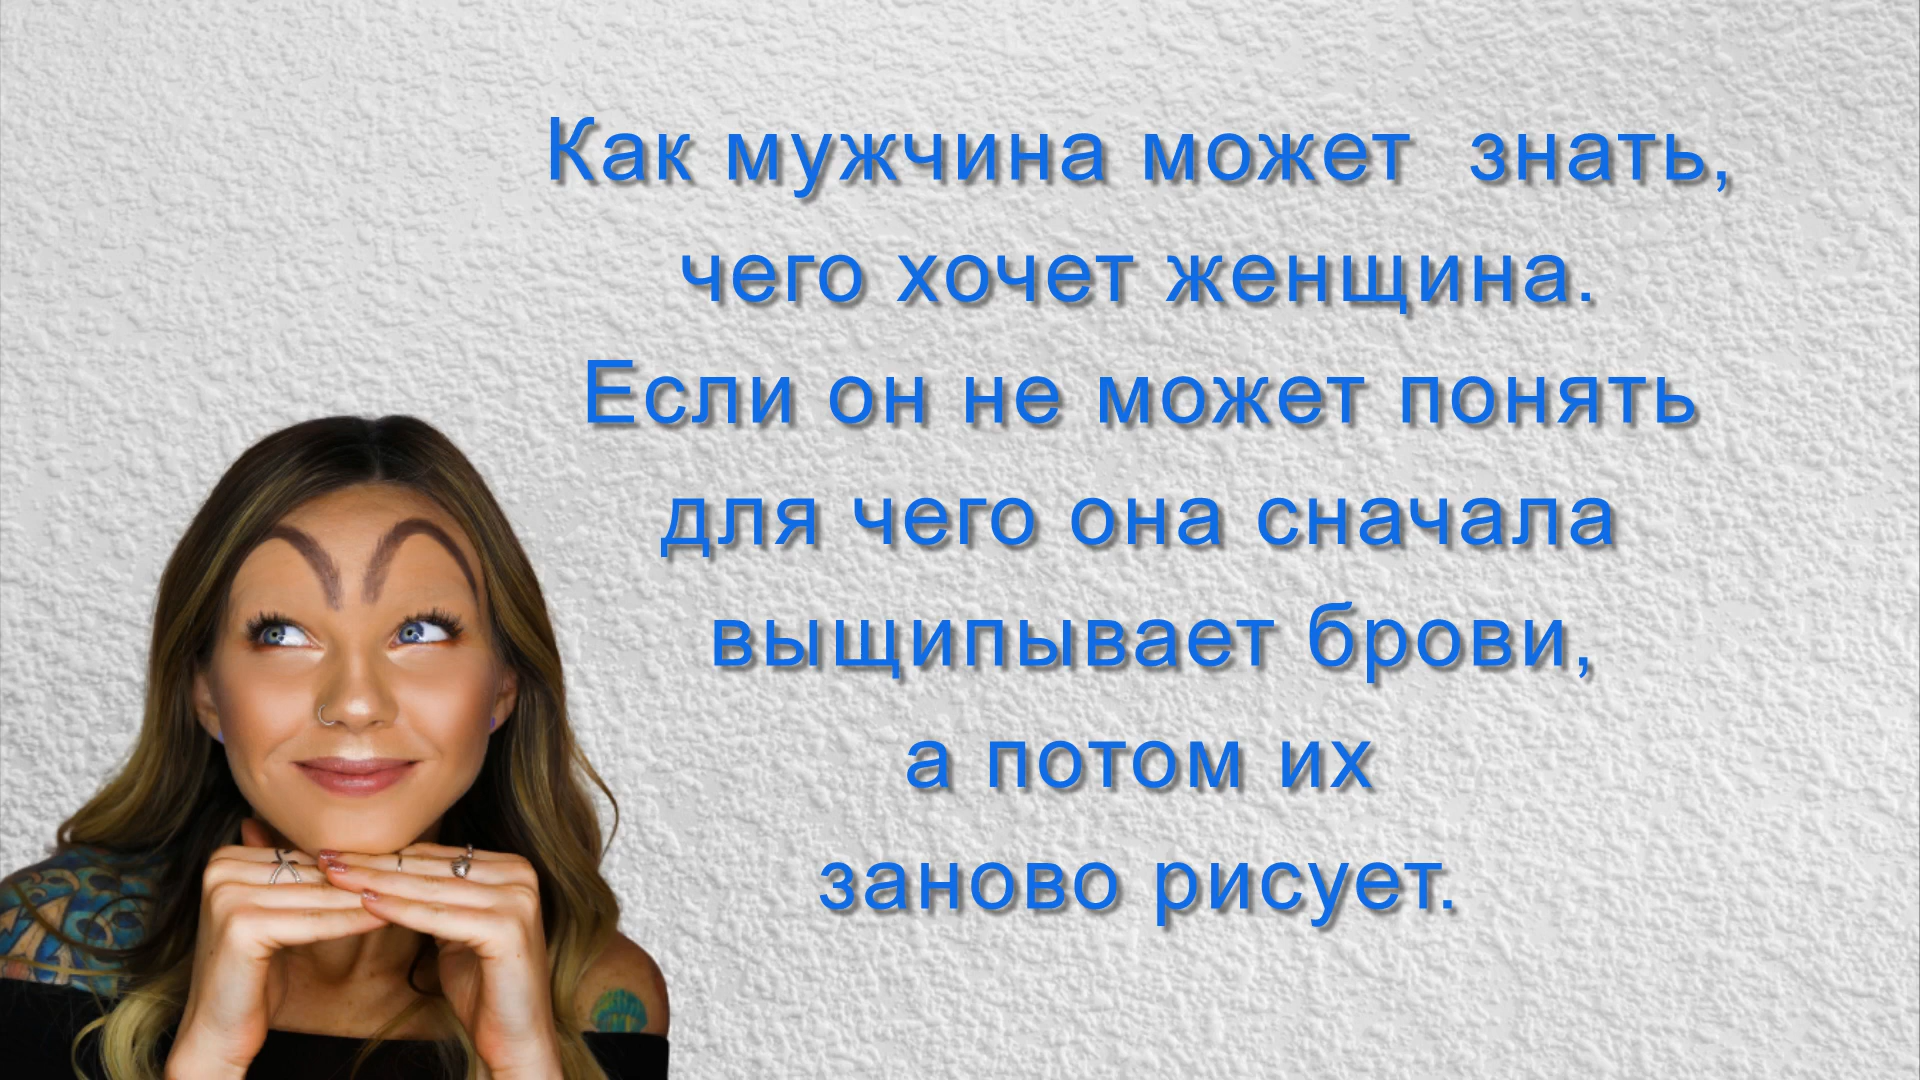 Как мужчина может знать,
чего хочет женщина.
Если он не может понять
для чего она сначала
выщипывает брови,
а потом их
заново рисует.